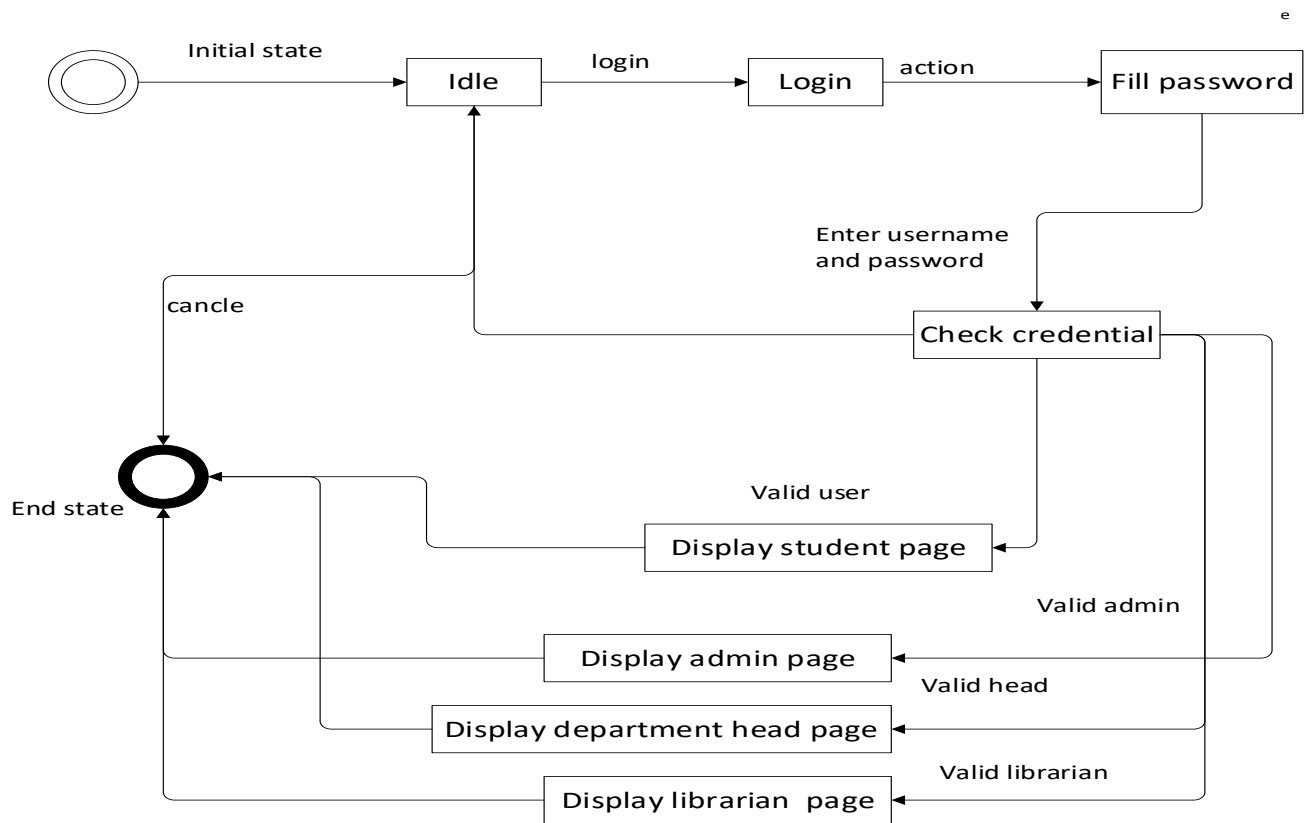 e
Initial state
Idle
login
Login
action
Fill password
Enter username
and password
cancle
Check credential
End state
Valid user
Display student page
Valid admin
Display admin page
Valid head
Display department head page
Valid librarian
Display librarian  page